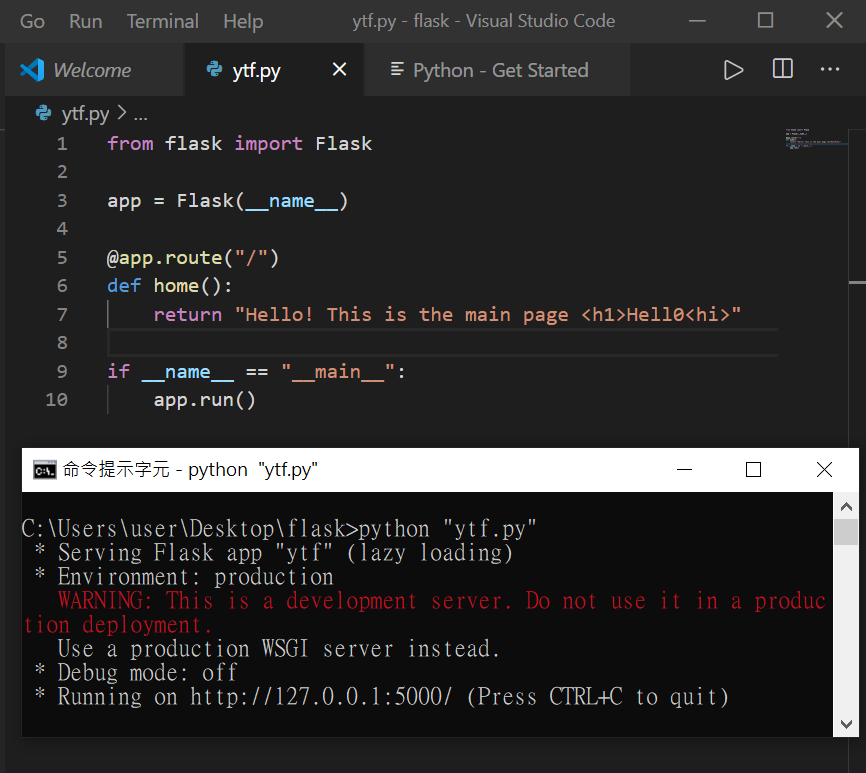 Go Run Terminal Help ytf.py - flask - Visual Studio Code
Welcome ytf.py Python - Get Started
ytf.py > ...
1 from flask import Flask
2
3 app = Flask(__name__)
4
5 @app.route("/")
6 def home():
7 return "Hello! This is the main page <h1>Hell0<hi>"
8
9 if __name__ == "__main__":
10 app.run()
命令提示字元 - python "ytf.py"
C:\Users\user\Desktop\flask>python "ytf.py"
* Serving Flask app "ytf" (lazy loading)
* Environment: production
WARNING: This is a development server. Do not use it in a produc
tion deployment.
Use a production WSGI server instead.
* Debug mode: off
* Running on http://127.0.0.1:5000/ (Press CTRL+C to quit)